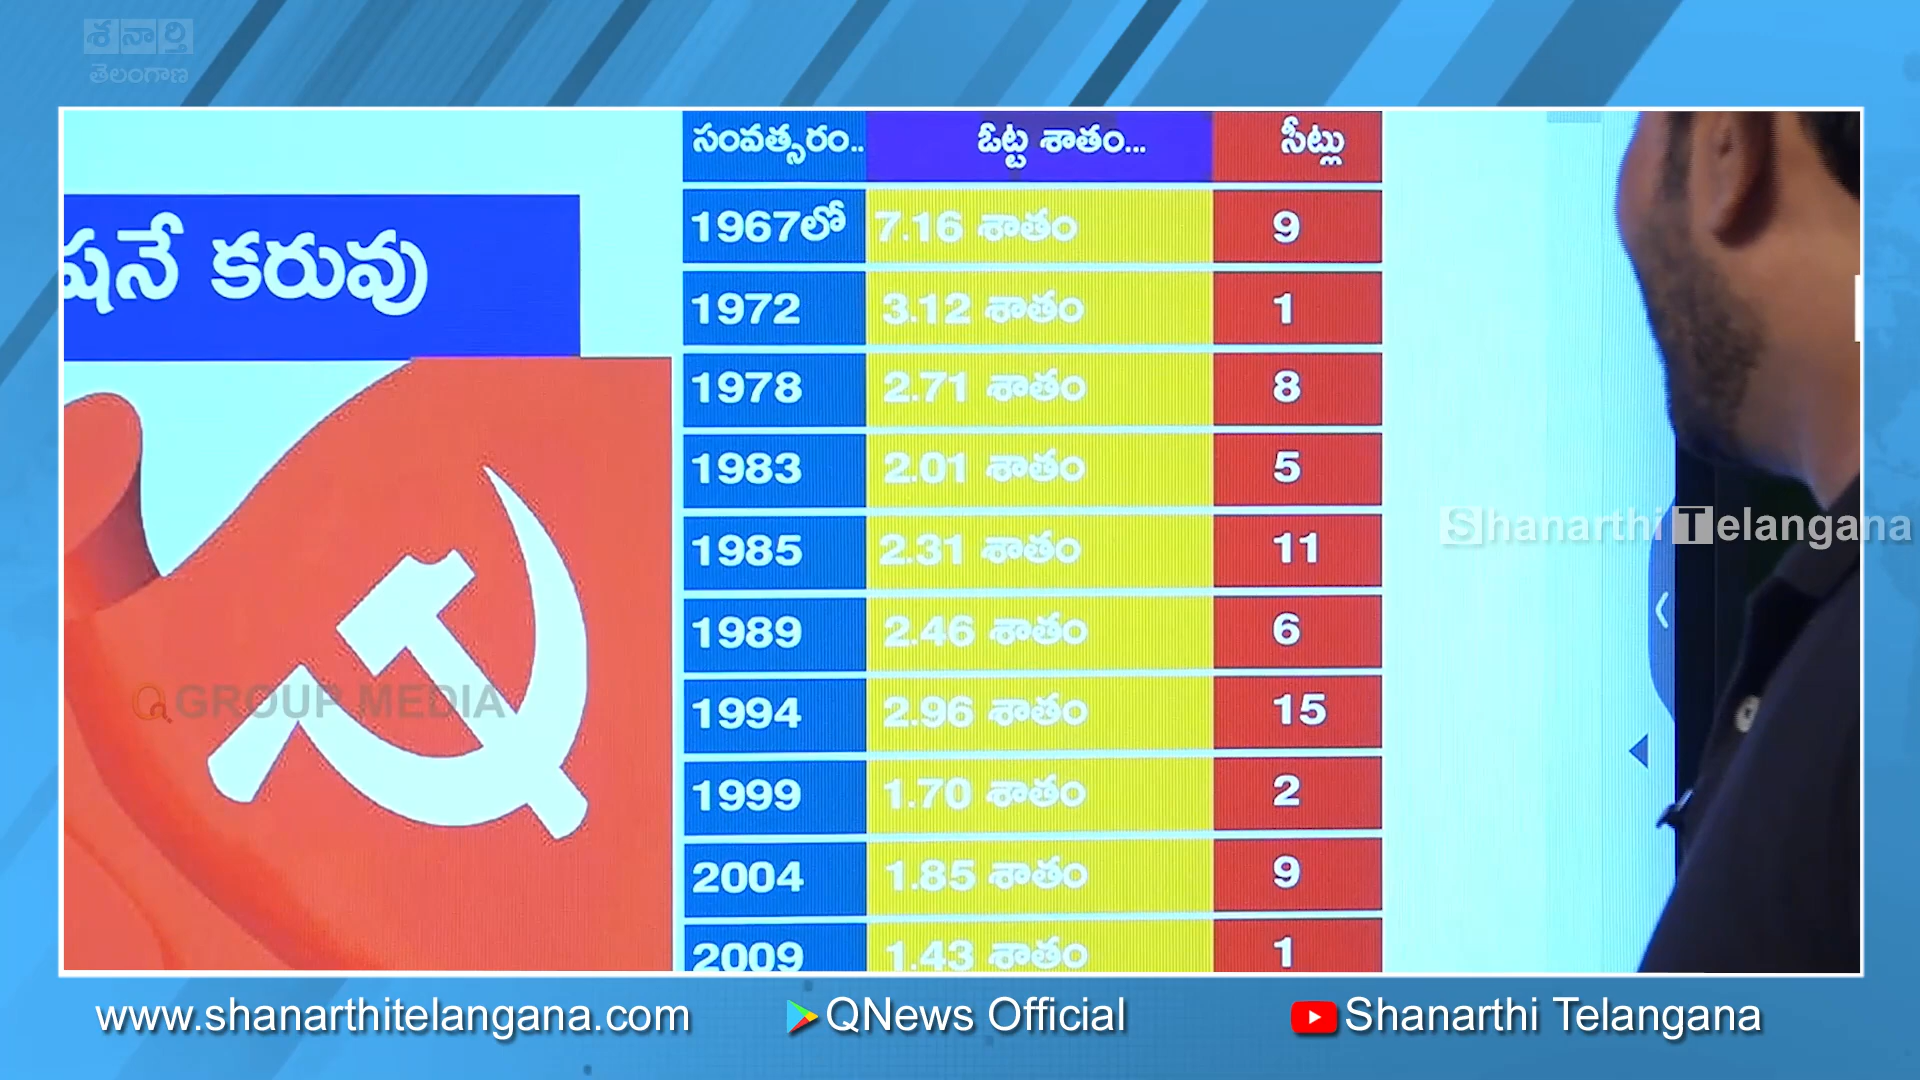 శనార్తి
తెలంగాణ
సంవత్సరం.. ఓట్ల శాతం... సీట్లు
1967లో 7.16 శాతం 9
షనే కరువు
1972 3.12 శాతం 1
1978 2.71 శాతం 8
1983 2.01 శాతం 5
1985 2.31 శాతం 11
Shanarthi Telangana
1989 2.46 శాతం 6
1994 2.96 శాతం 15
Q GROUP MEDIA
1999 1.70 శాతం 2
2004 1.85 శాతం 9
2009 1.43 శాతం 1
www.shanarthitelangana.com QNews Official Shanarthi Telangana